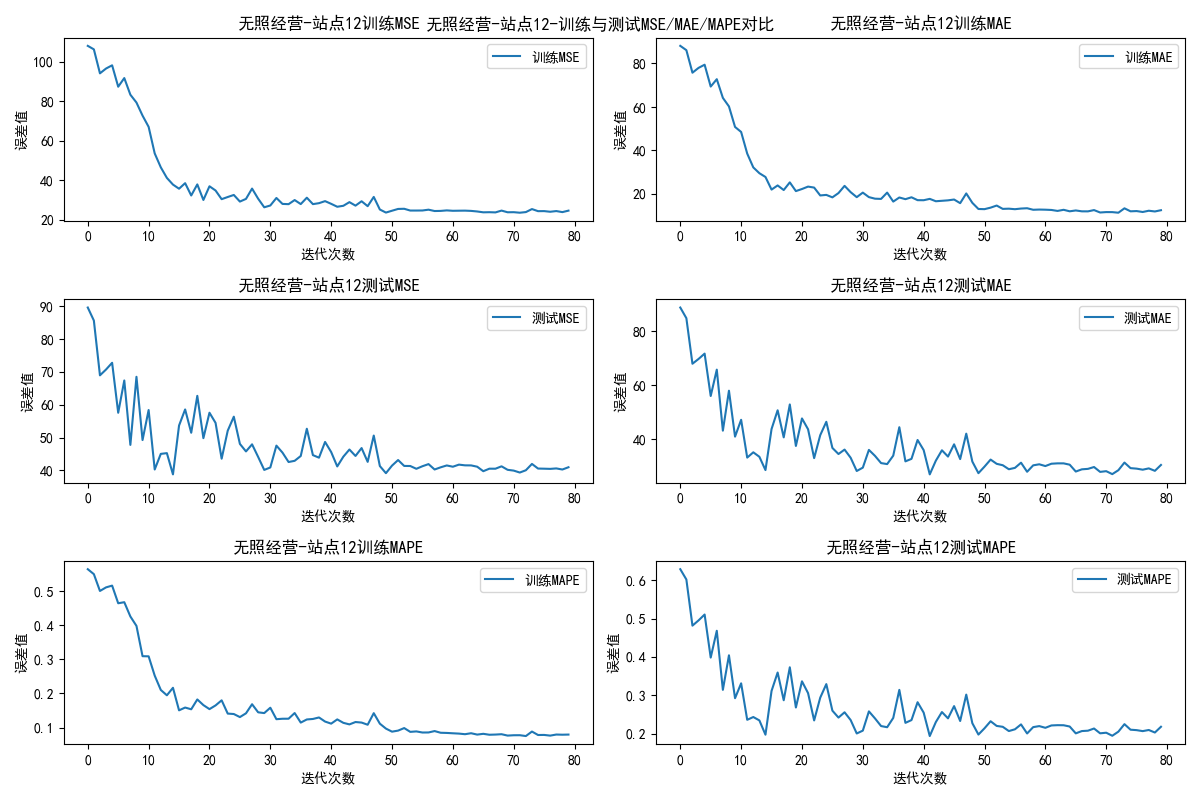 无照经营-站点12-训练与测试MSE/MAE/MAPE对比
无照经营-站点12训练MSE
训练MSE
误差值
100
80
60
40
20
0 10 20 30 40 50 60 70 80
迭代次数
无照经营-站点12训练MAE
训练MAE
误差值
80
60
40
20
0 10 20 30 40 50 60 70 80
迭代次数
无照经营-站点12测试MSE
测试MSE
误差值
90
80
70
60
50
40
0 10 20 30 40 50 60 70 80
迭代次数
无照经营-站点12测试MAE
测试MAE
误差值
80
60
40
0 10 20 30 40 50 60 70 80
迭代次数
无照经营-站点12训练MAPE
训练MAPE
误差值
0.5
0.4
0.3
0.2
0.1
0 10 20 30 40 50 60 70 80
迭代次数
无照经营-站点12测试MAPE
测试MAPE
误差值
0.6
0.5
0.4
0.3
0.2
0 10 20 30 40 50 60 70 80
迭代次数